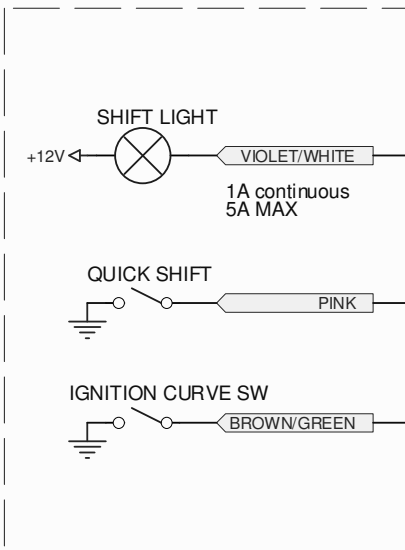 SHIFT LIGHT
+12V
VIOLET/WHITE
1A continuous
5A MAX
QUICK SHIFT
PINK
IGNITION CURVE SW
BROWN/GREEN